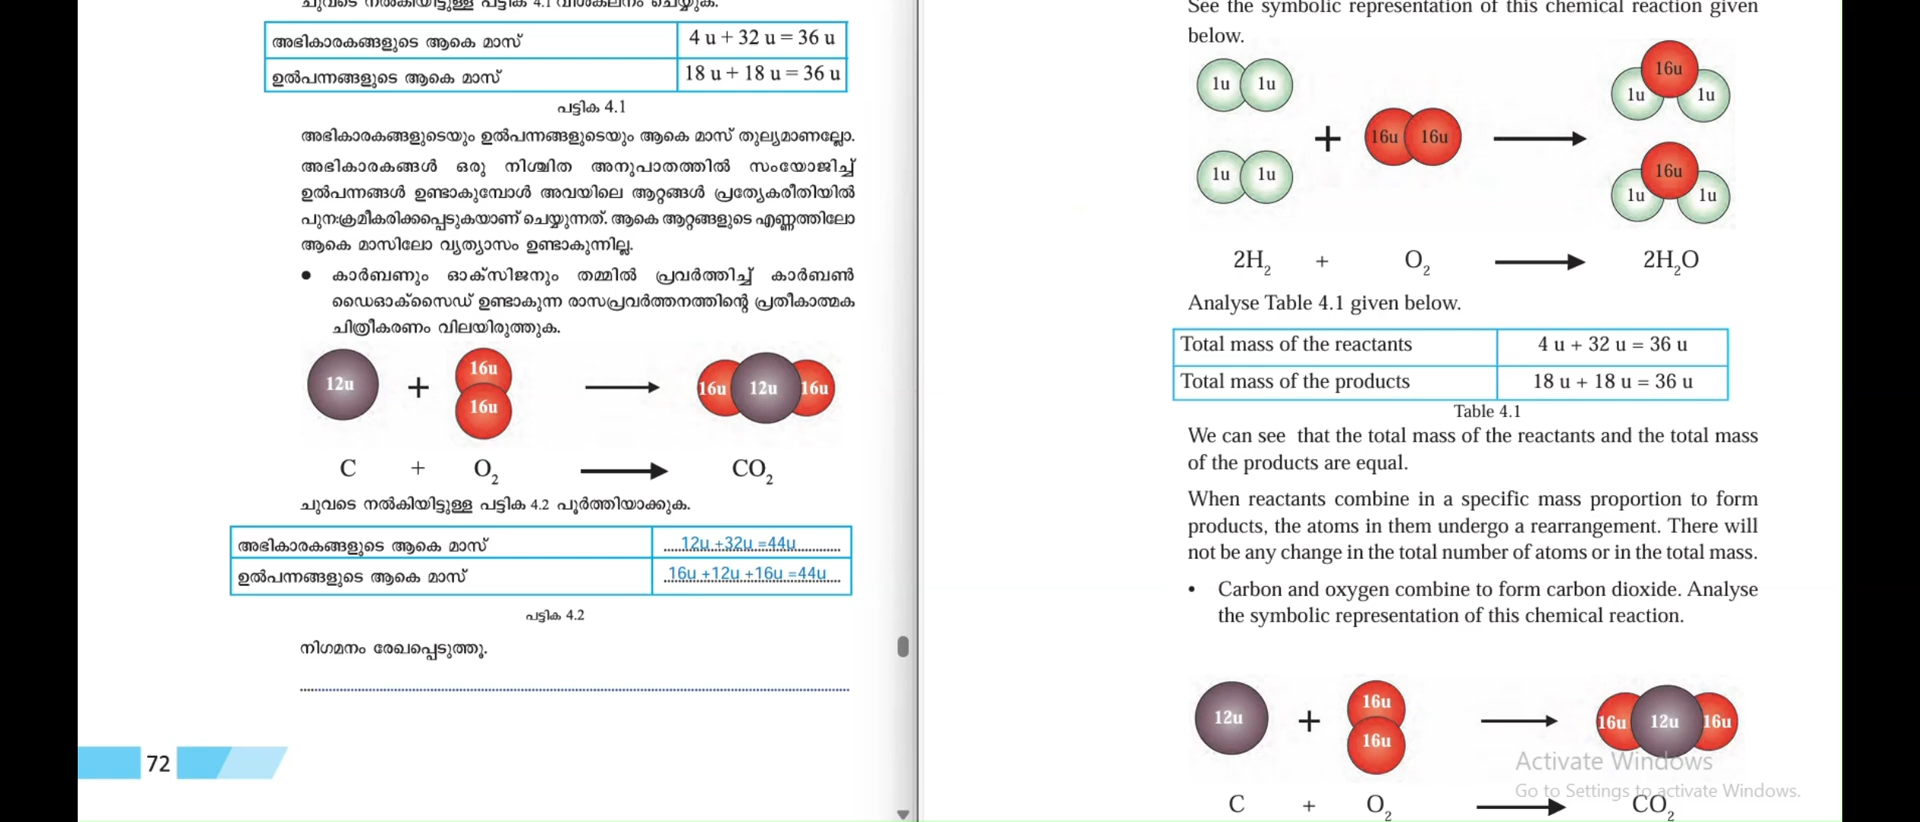 ചുവടെ നൽകിയിട്ടുള്ള പട്ടിക 4.1 വിശകലനം ചെയ്യുക.
അഭികാരകങ്ങളുടെ ആകെ മാസ് 4 u + 32 u = 36 u
ഉൽപന്നങ്ങളുടെ ആകെ മാസ് 18 u + 18 u = 36 u
പട്ടിക 4.1
അഭികാരകങ്ങളുടെയും ഉൽപന്നങ്ങളുടെയും ആകെ മാസ് തുല്യമാണല്ലോ.
അഭികാരകങ്ങൾ ഒരു നിശ്ചിത അനുപാതത്തിൽ സംയോജിച്ച്
ഉൽപന്നങ്ങൾ ഉണ്ടാകുമ്പോൾ അവയിലെ ആറ്റങ്ങൾ പ്രത്യേകരീതിയിൽ
പുനഃക്രമീകരിക്കപ്പെടുകയാണ് ചെയ്യുന്നത്. ആകെ ആറ്റങ്ങളുടെ എണ്ണത്തിലോ
ആകെ മാസിലോ വ്യത്യാസം ഉണ്ടാകുന്നില്ല.
• കാർബണും ഓക്സിജനും തമ്മിൽ പ്രവർത്തിച്ച് കാർബൺ
ഡൈഓക്സൈഡ് ഉണ്ടാകുന്ന രാസപ്രവർത്തനത്തിന്റെ പ്രതീകാത്മക
ചിത്രീകരണം വിലയിരുത്തുക.
12u + 16u 16u 16u 12u 16u
C + O₂ CO₂
ചുവടെ നൽകിയിട്ടുള്ള പട്ടിക 4.2 പൂർത്തിയാക്കുക.
അഭികാരകങ്ങളുടെ ആകെ മാസ് 12u +32u =44u
ഉൽപന്നങ്ങളുടെ ആകെ മാസ് 16u +12u +16u =44u
പട്ടിക 4.2
നിഗമനം രേഖപ്പെടുത്തൂ.
72
See the symbolic representation of this chemical reaction given
below.
1u 1u 16u 1u 1u
+ 16u 16u
1u 1u 16u 1u 1u
2H₂ + O₂ 2H₂O
Analyse Table 4.1 given below.
Total mass of the reactants 4 u + 32 u = 36 u
Total mass of the products 18 u + 18 u = 36 u
Table 4.1
We can see that the total mass of the reactants and the total mass
of the products are equal.
When reactants combine in a specific mass proportion to form
products, the atoms in them undergo a rearrangement. There will
not be any change in the total number of atoms or in the total mass.
• Carbon and oxygen combine to form carbon dioxide. Analyse
the symbolic representation of this chemical reaction.
12u + 16u 16u 16u 12u 16u
Activate Windows
Go to Settings to activate Windows.
C + O₂ CO₂